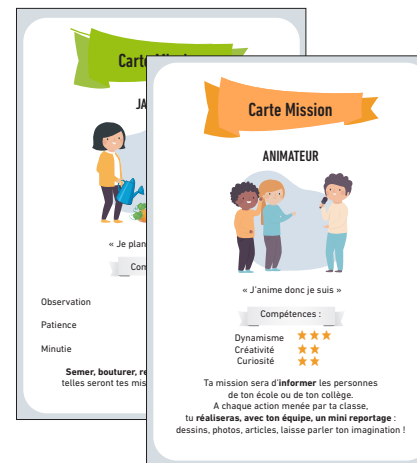 Carte
JA
« Je plan
Com
Observation
Patience
Minutie
Semer, bouturer, re
telles seront tes mis
Carte Mission
ANIMATEUR
« J'anime donc je suis »
Compétences :
Dynamisme
Créativité
Curiosité
Ta mission sera d'informer les personnes
de ton école ou de ton collège.
A chaque action menée par ta classe,
tu réaliseras, avec ton équipe, un mini reportage :
dessins, photos, articles, laisse parler ton imagination !